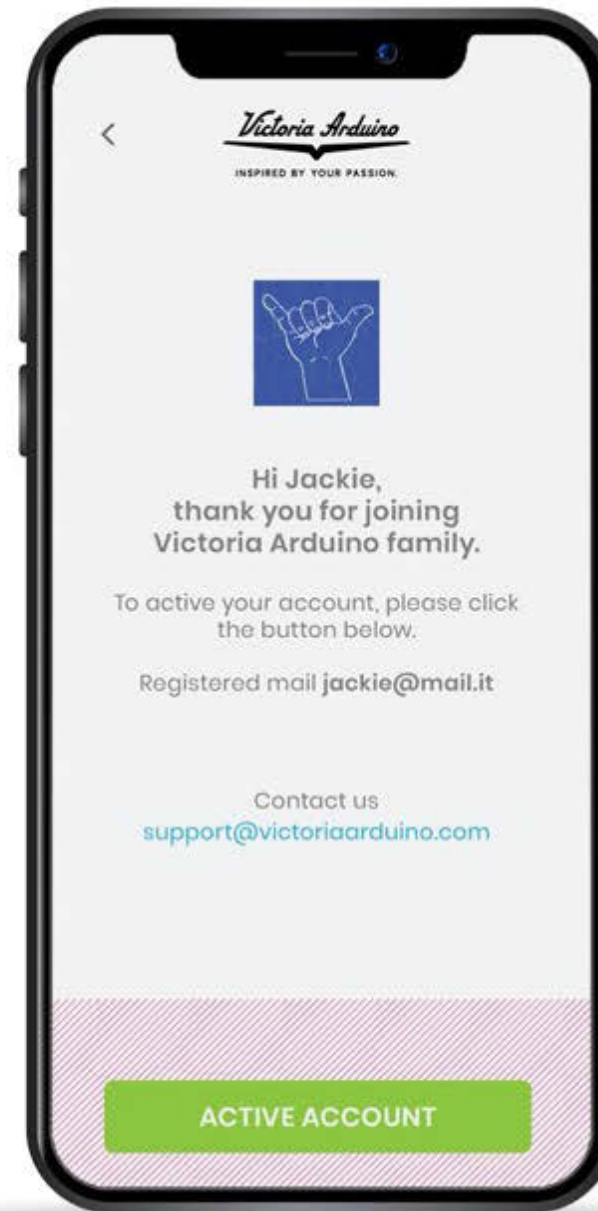 Victoria Arduino
INSPIRED BY YOUR PASSION.
Hi Jackie,
thank you for joining
Victoria Arduino family.
To active your account, please click
the button below.
Registered mail jackie@mail.it
Contact us
support@victoriaarduino.com
ACTIVE ACCOUNT